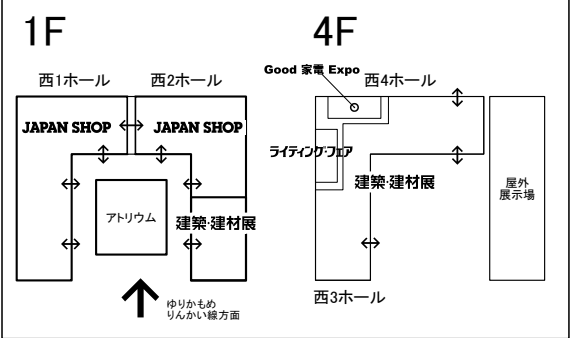 1F
西1ホール
西2ホール
JAPAN SHOP
JAPAN SHOP
アトリウム
建築・建材展
ゆりかもめ
りんかい線方面
4F
Good 家電 Expo
西4ホール
ライティング・フェア
建築・建材展
屋外
展示場
西3ホール